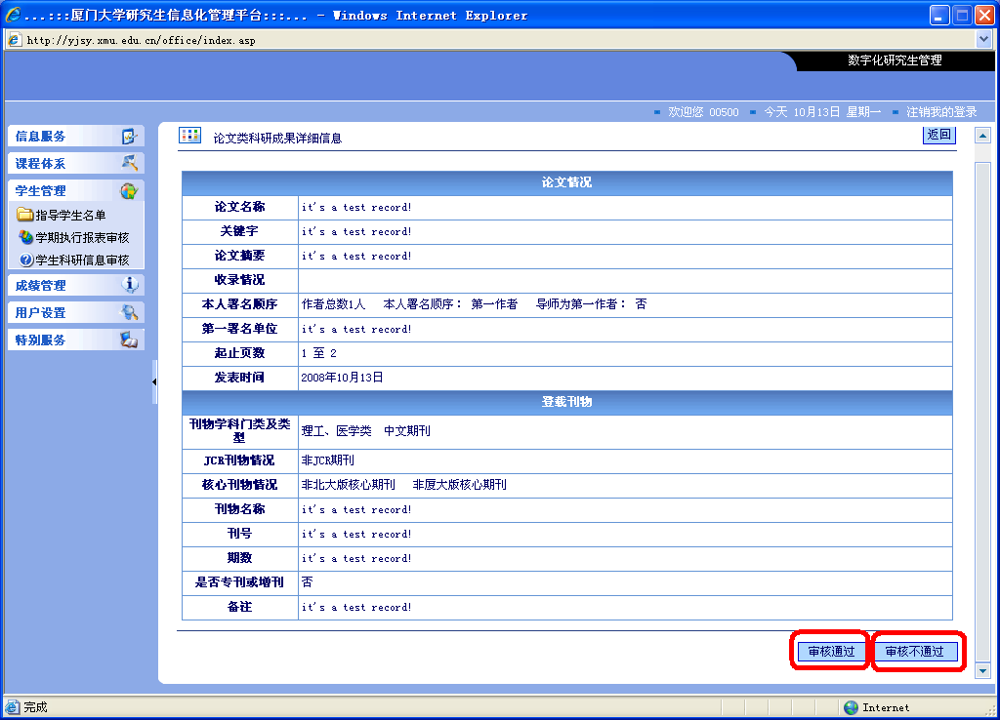 ...:::厦门大学研究生信息化管理平台:::... - Windows Internet Explorer
http://yjsy.xmu.edu.cn/office/index.asp
数字化研究生管理
欢迎您 00500 今天 10月13日 星期一 注销我的登录
信息服务
课程体系
学生管理
指导学生名单
学期执行报表审核
学生科研信息审核
成绩管理
用户设置
特别服务
论文类科研成果详细信息 返回
论文情况
论文名称 it's a test record!
关键字 it's a test record!
论文摘要 it's a test record!
收录情况
本人署名顺序 作者总数1人 本人署名顺序： 第一作者 导师为第一作者： 否
第一署名单位 it's a test record!
起止页数 1 至 2
发表时间 2008年10月13日
登载刊物
刊物学科门类及类
型 理工、医学类 中文期刊
JCR刊物情况 非JCR期刊
核心刊物情况 非北大版核心期刊 非厦大版核心期刊
刊物名称 it's a test record!
刊号 it's a test record!
期数 it's a test record!
是否专刊或增刊 否
备注 it's a test record!
审核通过 审核不通过
完成 Internet